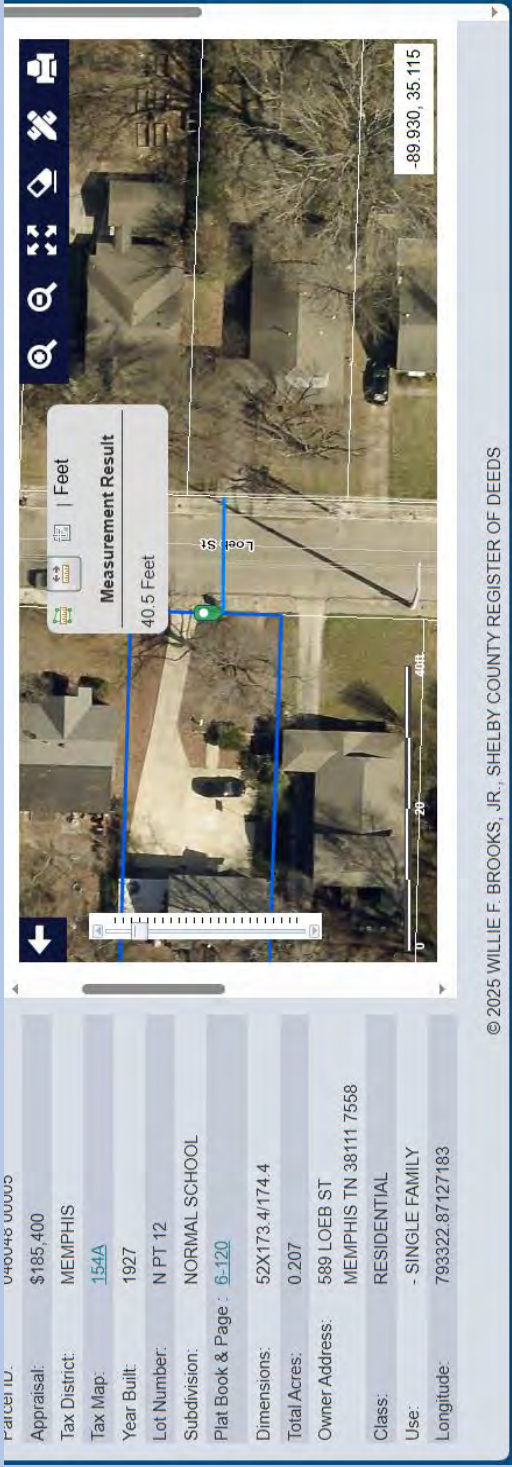 Parcel ID:
Appraisal: $185,400
Tax District: MEMPHIS
Tax Map: 154A
Year Built: 1927
Lot Number: N PT 12
Subdivision: NORMAL SCHOOL
Plat Book & Page : 6-120
Dimensions: 52X173.4/174.4
Total Acres: 0.207
Owner Address: 589 LOEB ST
MEMPHIS TN 38111 7558
Class: RESIDENTIAL
Use: - SINGLE FAMILY
Longitude: 793322.87127183
| Feet
Measurement Result
40.5 Feet
Loeb St
0 20 40ft
-89.930, 35.115
© 2025 WILLIE F. BROOKS, JR., SHELBY COUNTY REGISTER OF DEEDS